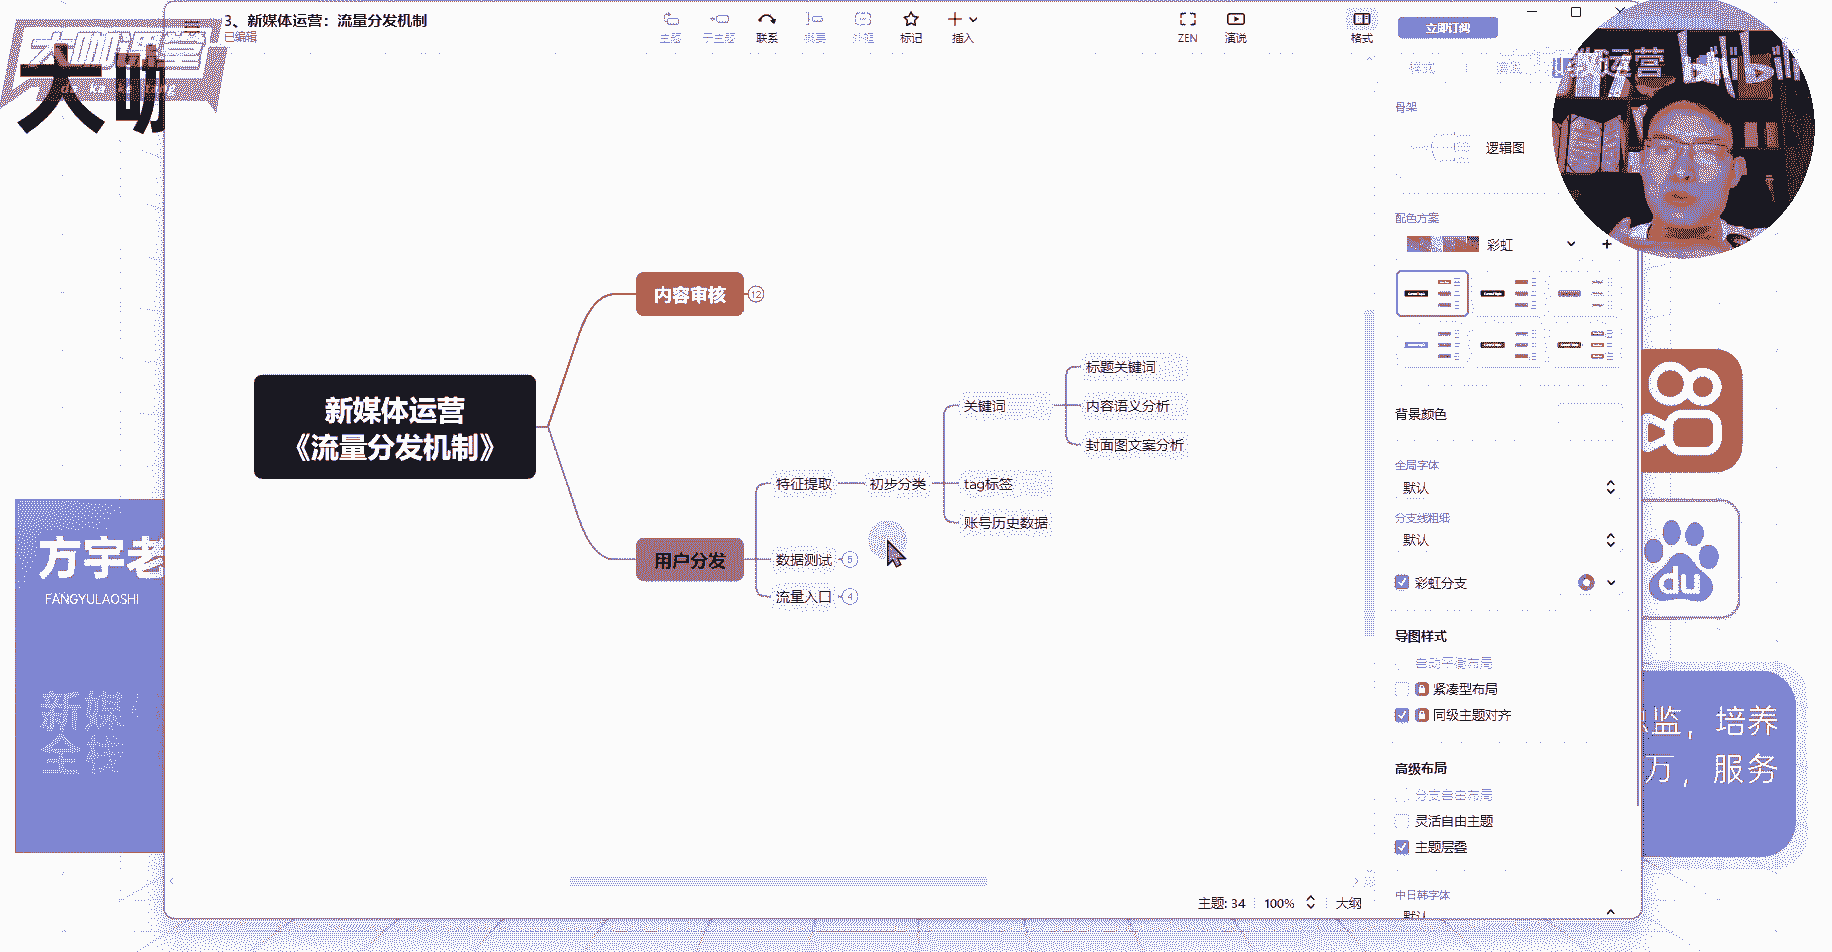 3、新媒体运营：流量分发机制
已编辑
主题
子主题
联系
概要
外框
标记
插入
ZEN
演说
格式
立即订阅
大咖课堂
da ka ke tang
大咖
样式
运营
骨架
逻辑图
配色方案
彩虹
内容审核
12
新媒体运营
《流量分发机制》
标题关键词
关键词
内容语义分析
封面图文案分析
特征提取
初步分类
tag标签
账号历史数据
用户分发
数据测试
5
流量入口
4
背景颜色
全局字体
默认
分支线粗细
默认
彩虹分支
导图样式
自动平衡布局
紧凑型布局
同级主题对齐
高级布局
分支自由布局
灵活自由主题
主题层叠
中日韩字体
默认
方宇老
FANGYULAOSHI
新媒体
全栈
du
总监，培养
万，服务
主题: 34
100%
大纲